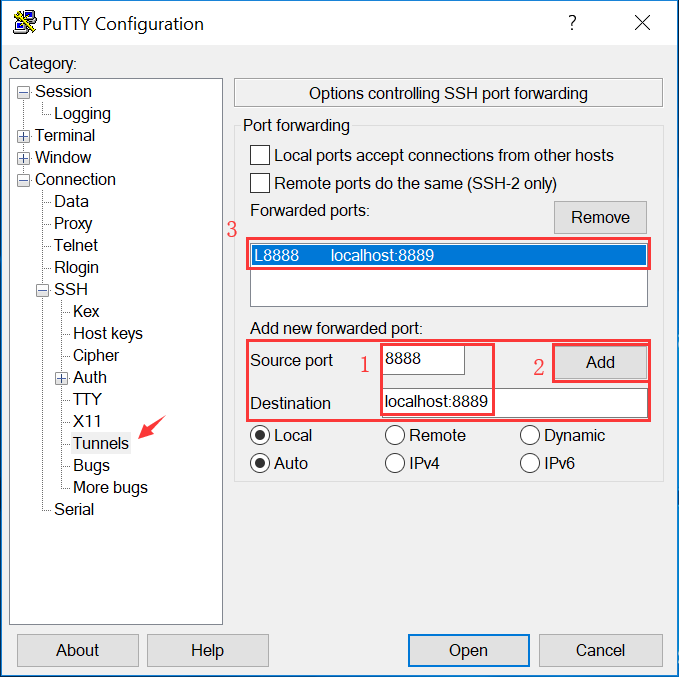 PuTTY Configuration
?
Category:
Session
Logging
Terminal
Window
Connection
Data
Proxy
Telnet
Rlogin
SSH
Kex
Host keys
Cipher
Auth
TTY
X11
Tunnels
Bugs
More bugs
Serial
Options controlling SSH port forwarding
Port forwarding
Local ports accept connections from other hosts
Remote ports do the same (SSH-2 only)
Forwarded ports:
Remove
3
L8888 localhost:8889
Add new forwarded port:
Source port 1 8888 2 Add
Destination localhost:8889
Local Remote Dynamic
Auto IPv4 IPv6
About Help Open Cancel